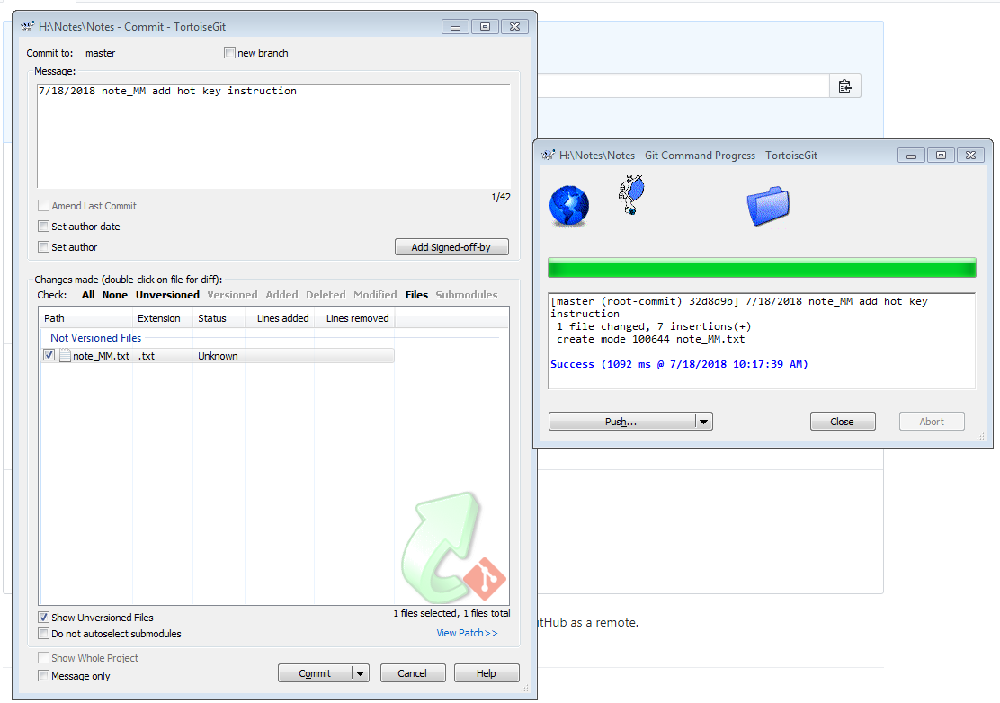 H:\Notes\Notes - Commit - TortoiseGit
Commit to: master
new branch
Message:
7/18/2018 note_MM add hot key instruction
1/42
Amend Last Commit
Set author date
Set author
Add Signed-off-by
Changes made (double-click on file for diff):
Check: All None Unversioned Versioned Added Deleted Modified Files Submodules
Path Extension Status Lines added Lines removed
Not Versioned Files
note_MM.txt .txt Unknown
Show Unversioned Files
1 files selected, 1 files total
Do not autoselect submodules
View Patch>>
Show Whole Project
Message only
Commit
Cancel
Help
H:\Notes\Notes - Git Command Progress - TortoiseGit
[master (root-commit) 32d8d9b] 7/18/2018 note_MM add hot key
instruction
1 file changed, 7 insertions(+)
create mode 100644 note_MM.txt
Success (1092 ms @ 7/18/2018 10:17:39 AM)
Push...
Close
Abort
itHub as a remote.